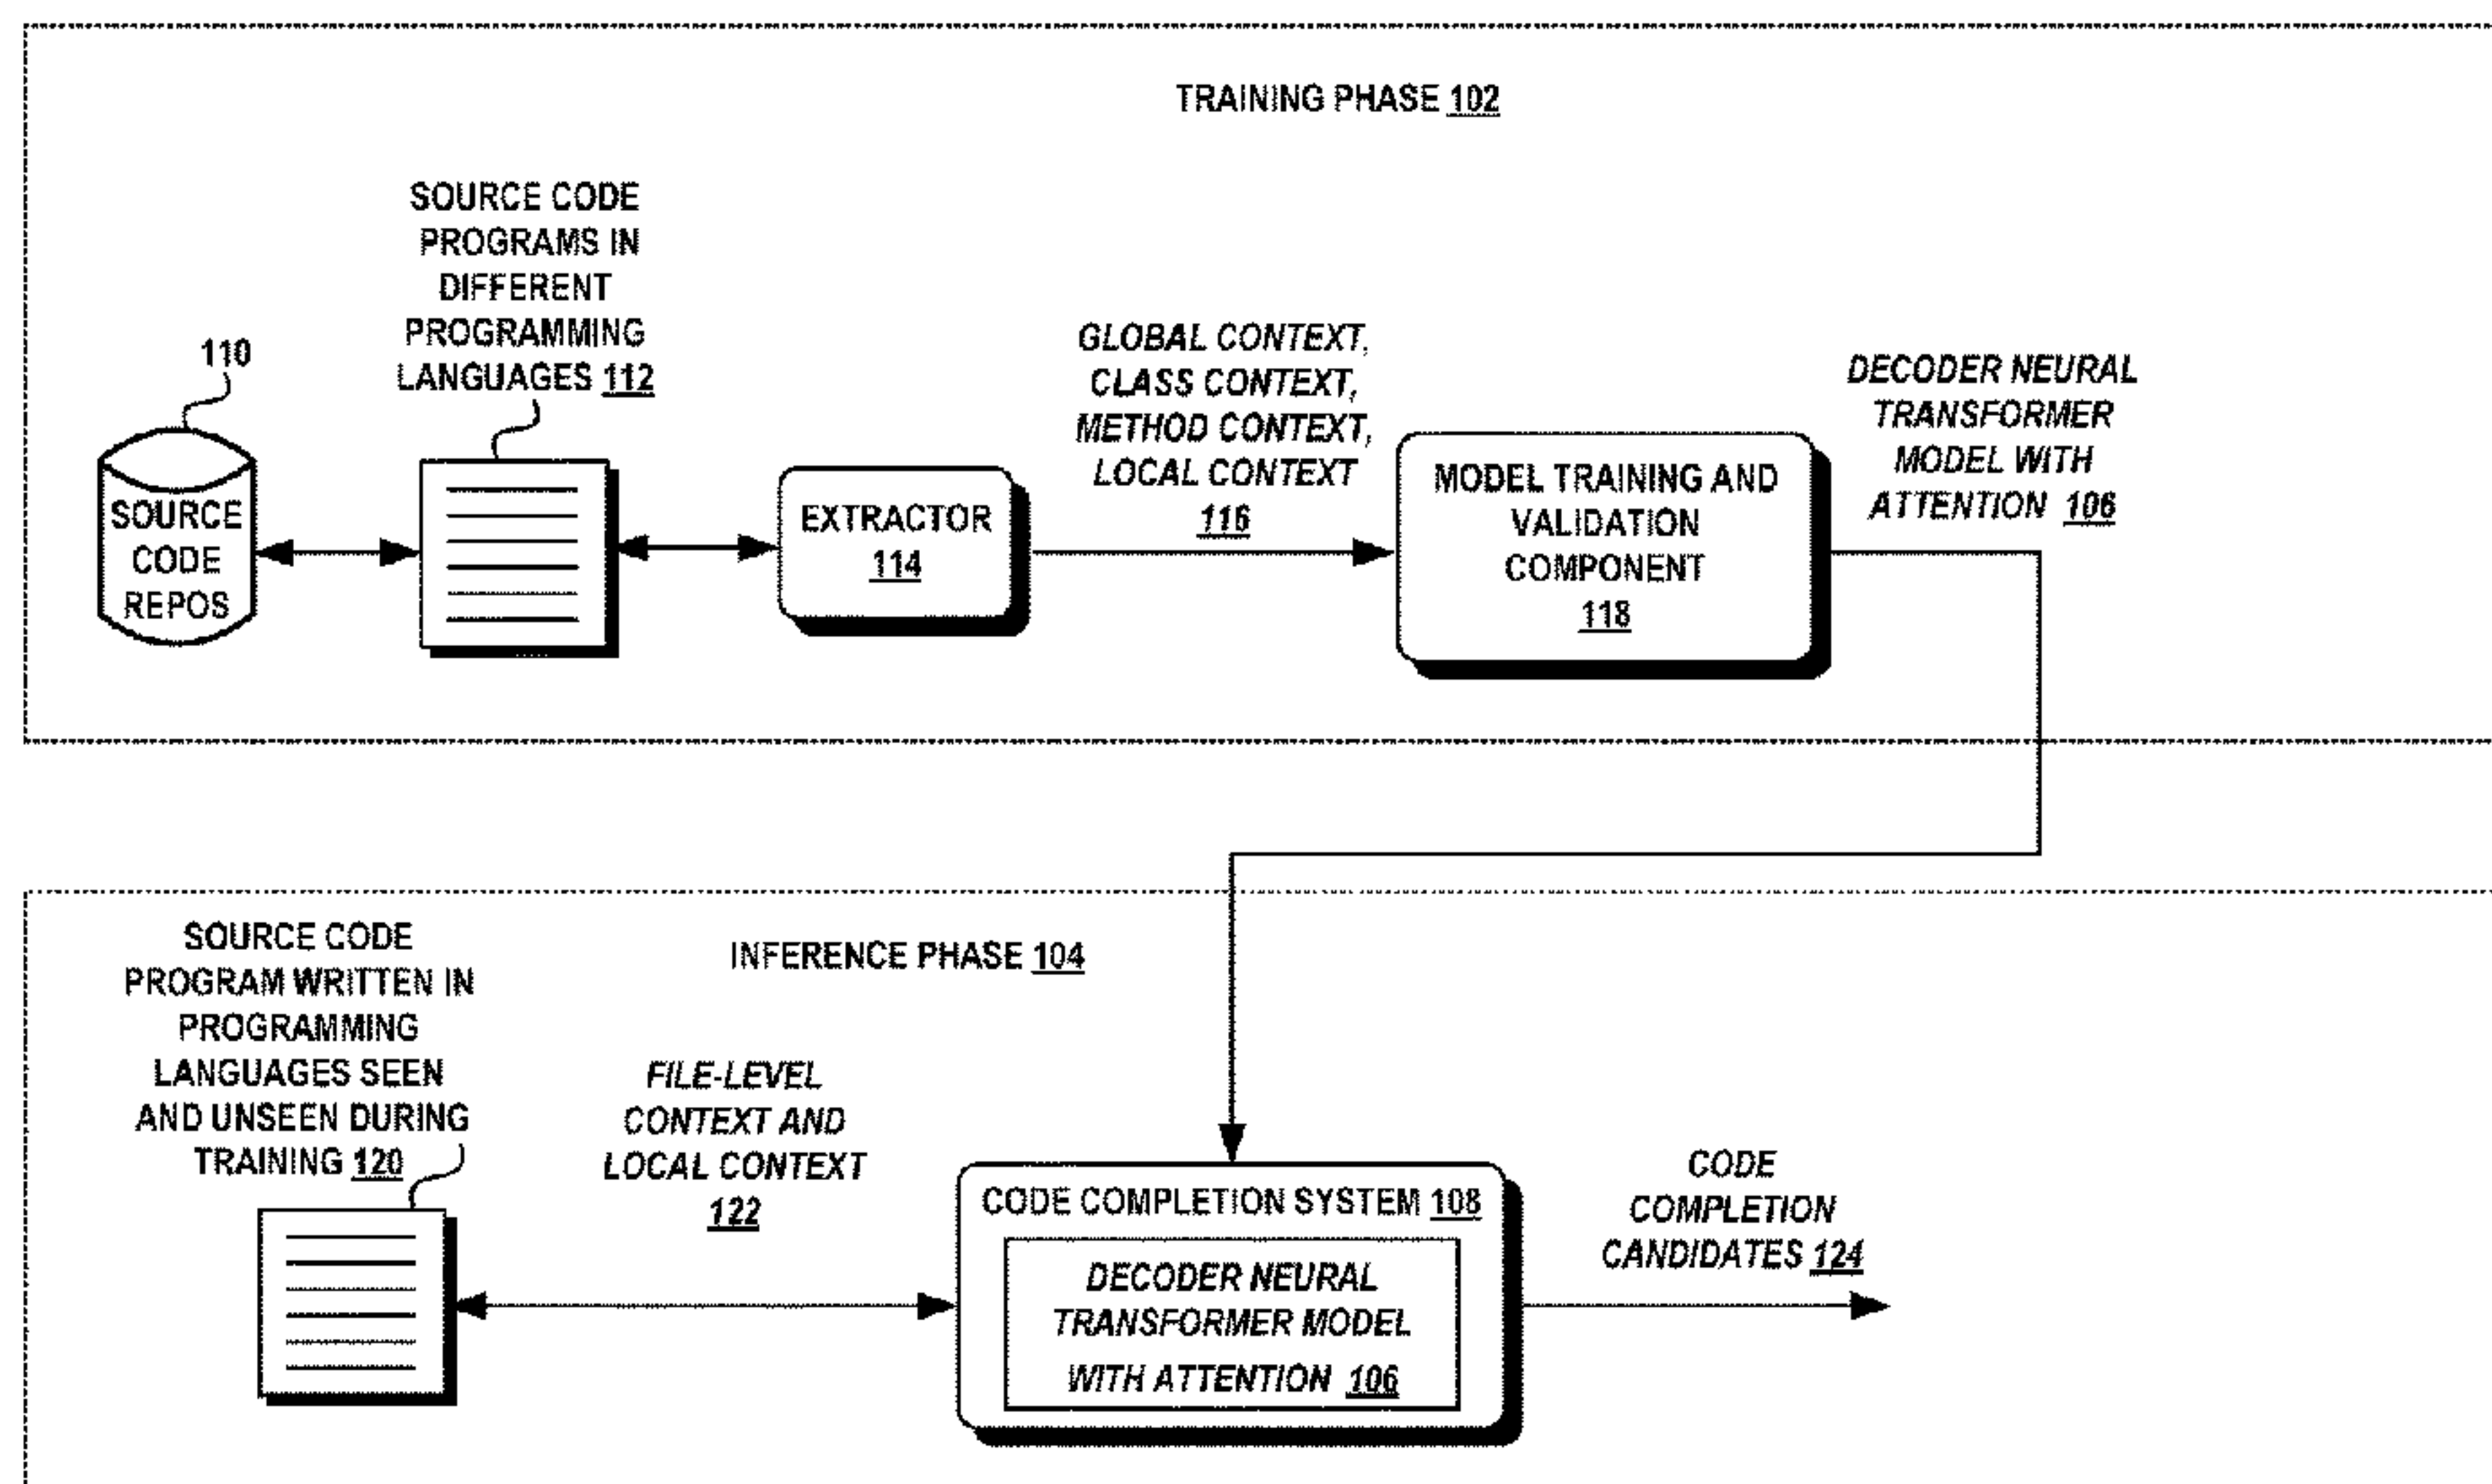 TRAINING PHASE 102
SOURCE CODE
PROGRAMS IN
DIFFERENT
PROGRAMMING
LANGUAGES 112
110
SOURCE
CODE
REPOS
EXTRACTOR
114
GLOBAL CONTEXT,
CLASS CONTEXT,
METHOD CONTEXT,
LOCAL CONTEXT
116
MODEL TRAINING AND
VALIDATION
COMPONENT
118
DECODER NEURAL
TRANSFORMER
MODEL WITH
ATTENTION 106
INFERENCE PHASE 104
SOURCE CODE
PROGRAM WRITTEN IN
PROGRAMMING
LANGUAGES SEEN
AND UNSEEN DURING
TRAINING 120
FILE-LEVEL
CONTEXT AND
LOCAL CONTEXT
122
CODE COMPLETION SYSTEM 108
DECODER NEURAL
TRANSFORMER MODEL
WITH ATTENTION 106
CODE
COMPLETION
CANDIDATES 124